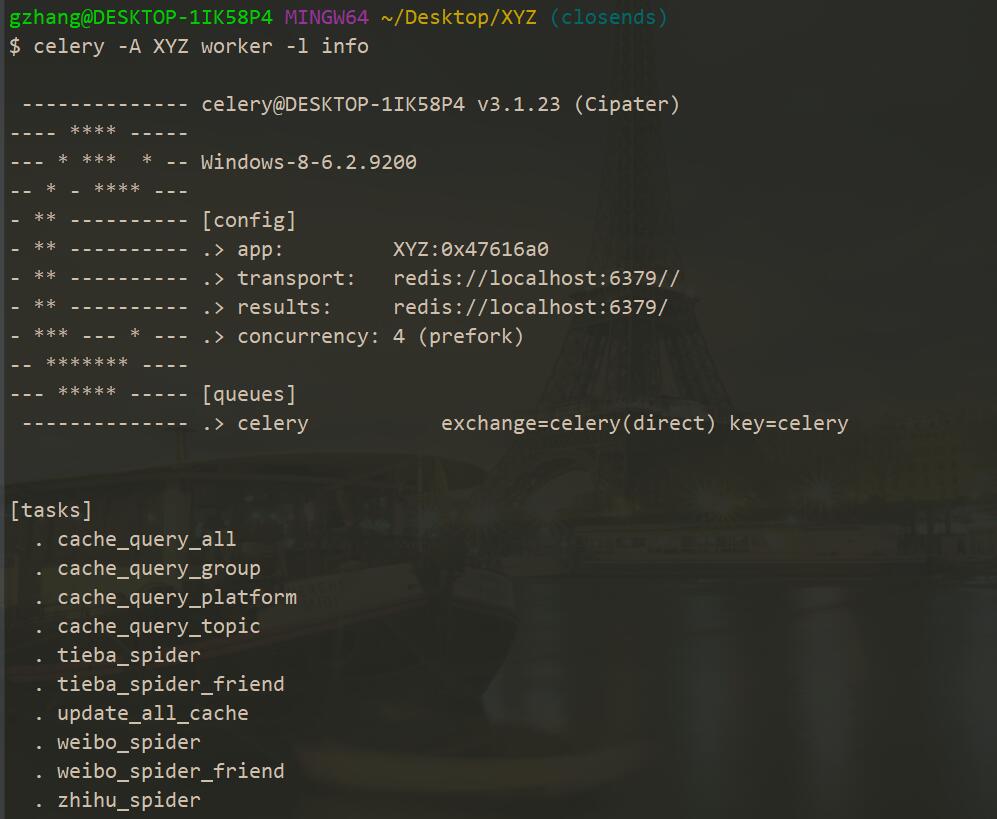 gzhang@DESKTOP-1IK58P4 MINGW64 ~/Desktop/XYZ (closends)
$ celery -A XYZ worker -l info
 -------------- celery@DESKTOP-1IK58P4 v3.1.23 (Cipater)
---- **** -----
--- * ***  * -- Windows-8-6.2.9200
-- * - **** ---
- ** ---------- [config]
- ** ---------- .> app:         XYZ:0x47616a0
- ** ---------- .> transport:   redis://localhost:6379//
- ** ---------- .> results:     redis://localhost:6379/
- *** --- * --- .> concurrency: 4 (prefork)
-- ******* ----
--- ***** ----- [queues]
 -------------- .> celery           exchange=celery(direct) key=celery
[tasks]
  . cache_query_all
  . cache_query_group
  . cache_query_platform
  . cache_query_topic
  . tieba_spider
  . tieba_spider_friend
  . update_all_cache
  . weibo_spider
  . weibo_spider_friend
  . zhihu_spider